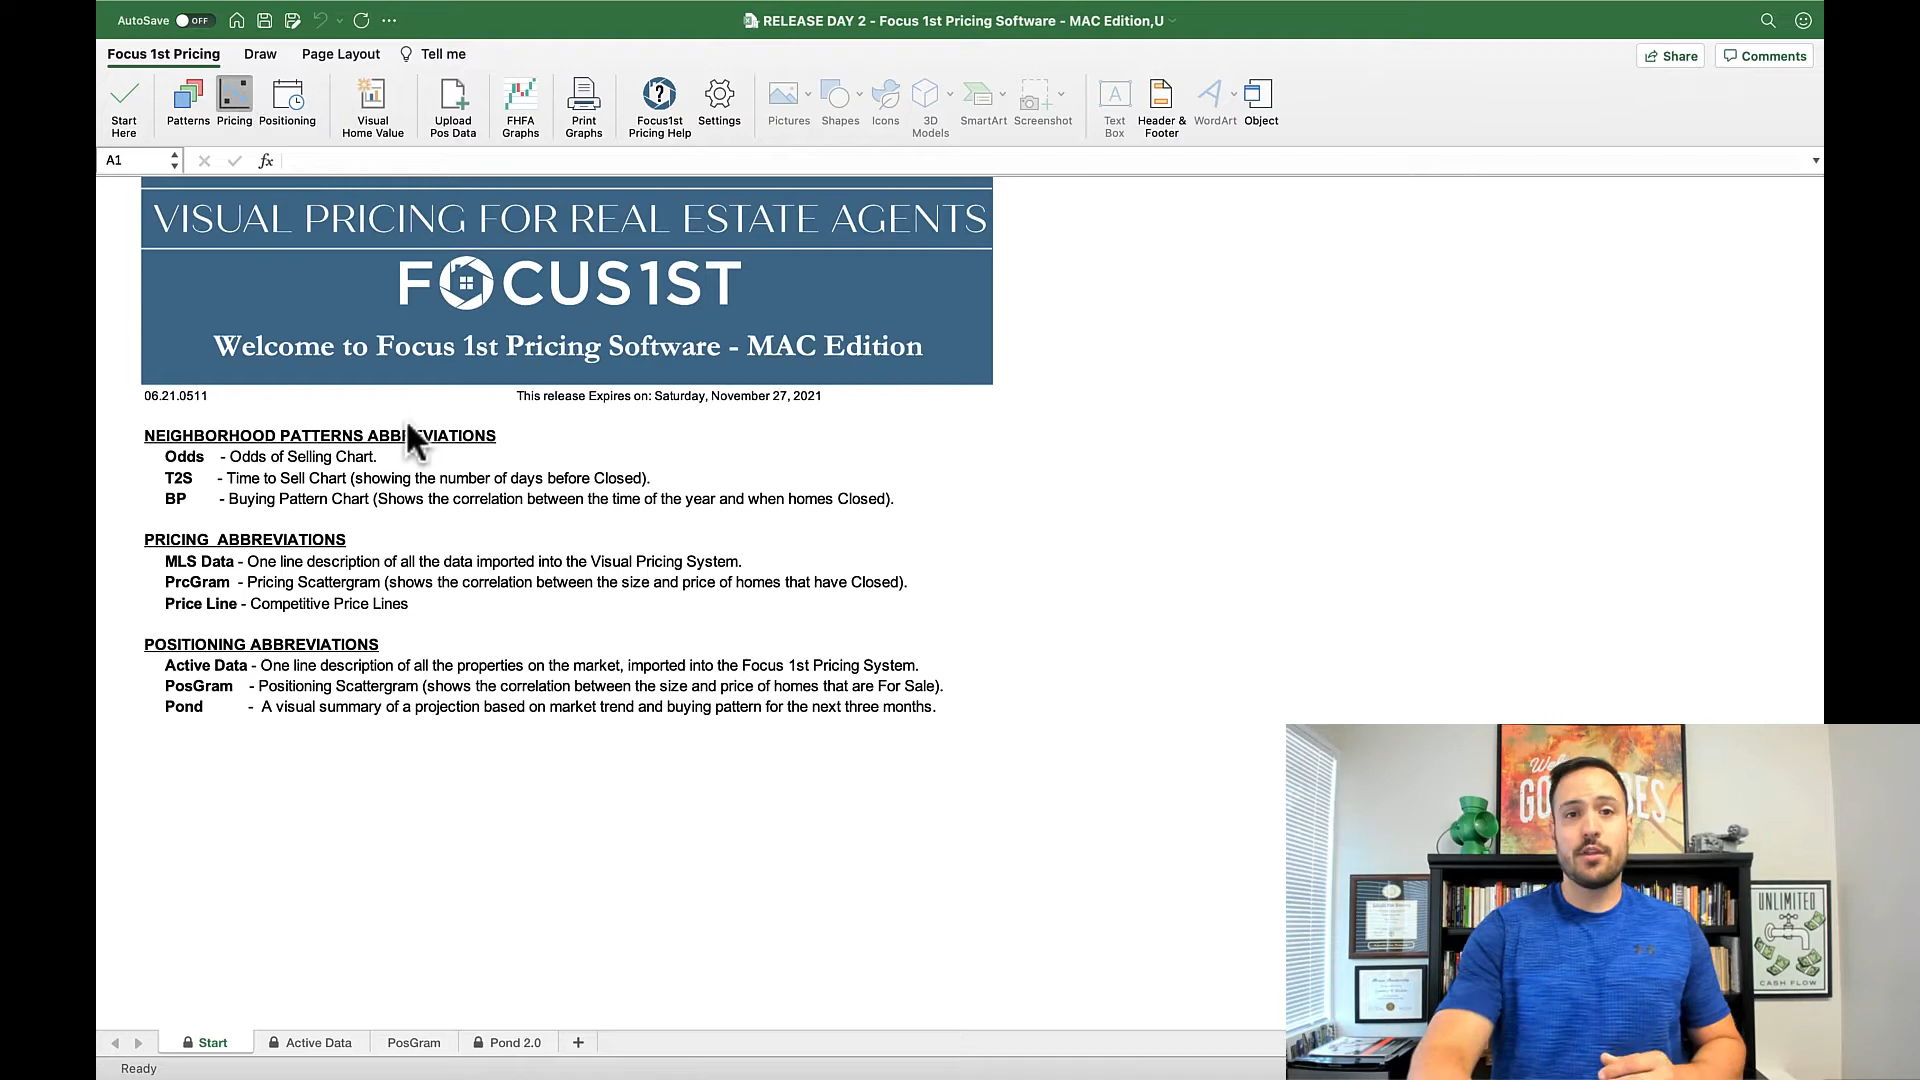 AutoSave OFF
RELEASE DAY 2 - Focus 1st Pricing Software - MAC Edition,U
Focus 1st Pricing Draw Page Layout Tell me
Share Comments
Start Here
Patterns
Pricing
Positioning
Visual Home Value
Upload Pos Data
FHFA Graphs
Print Graphs
Focus1st Pricing Help
Settings
Pictures
Shapes
Icons
3D Models
SmartArt
Screenshot
Text Box
Header & Footer
WordArt
Object
A1 fx
VISUAL PRICING FOR REAL ESTATE AGENTS
FOCUS1ST
Welcome to Focus 1st Pricing Software - MAC Edition
06.21.0511 This release Expires on: Saturday, November 27, 2021
NEIGHBORHOOD PATTERNS ABBREVIATIONS
Odds - Odds of Selling Chart.
T2S - Time to Sell Chart (showing the number of days before Closed).
BP - Buying Pattern Chart (Shows the correlation between the time of the year and when homes Closed).
PRICING ABBREVIATIONS
MLS Data - One line description of all the data imported into the Visual Pricing System.
PrcGram - Pricing Scattergram (shows the correlation between the size and price of homes that have Closed).
Price Line - Competitive Price Lines
POSITIONING ABBREVIATIONS
Active Data - One line description of all the properties on the market, imported into the Focus 1st Pricing System.
PosGram - Positioning Scattergram (shows the correlation between the size and price of homes that are For Sale).
Pond - A visual summary of a projection based on market trend and buying pattern for the next three months.
UNLIMITED
CASH FLOW
Start Active Data PosGram Pond 2.0 +
Ready